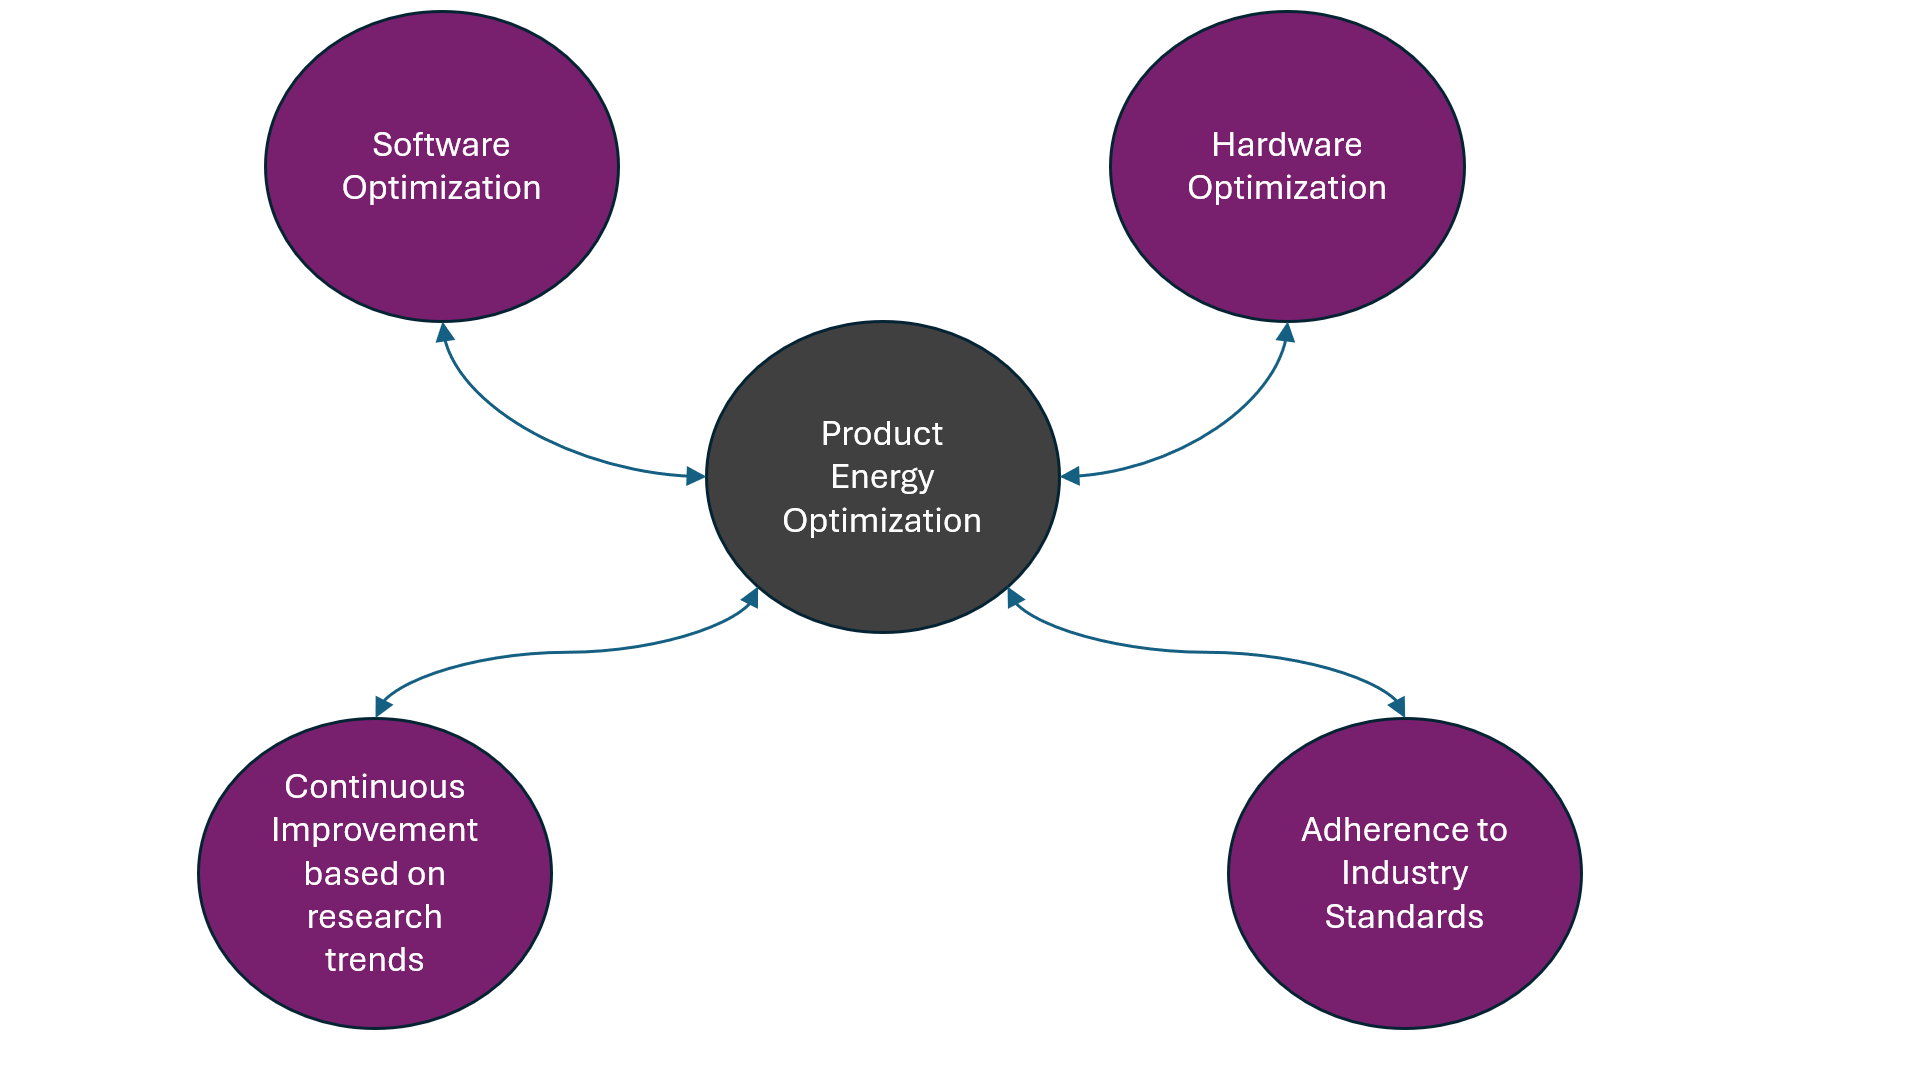 Software
Optimization
Hardware
Optimization
Product
Energy
Optimization
Continuous
Improvement
based on
research
trends
Adherence to
Industry
Standards